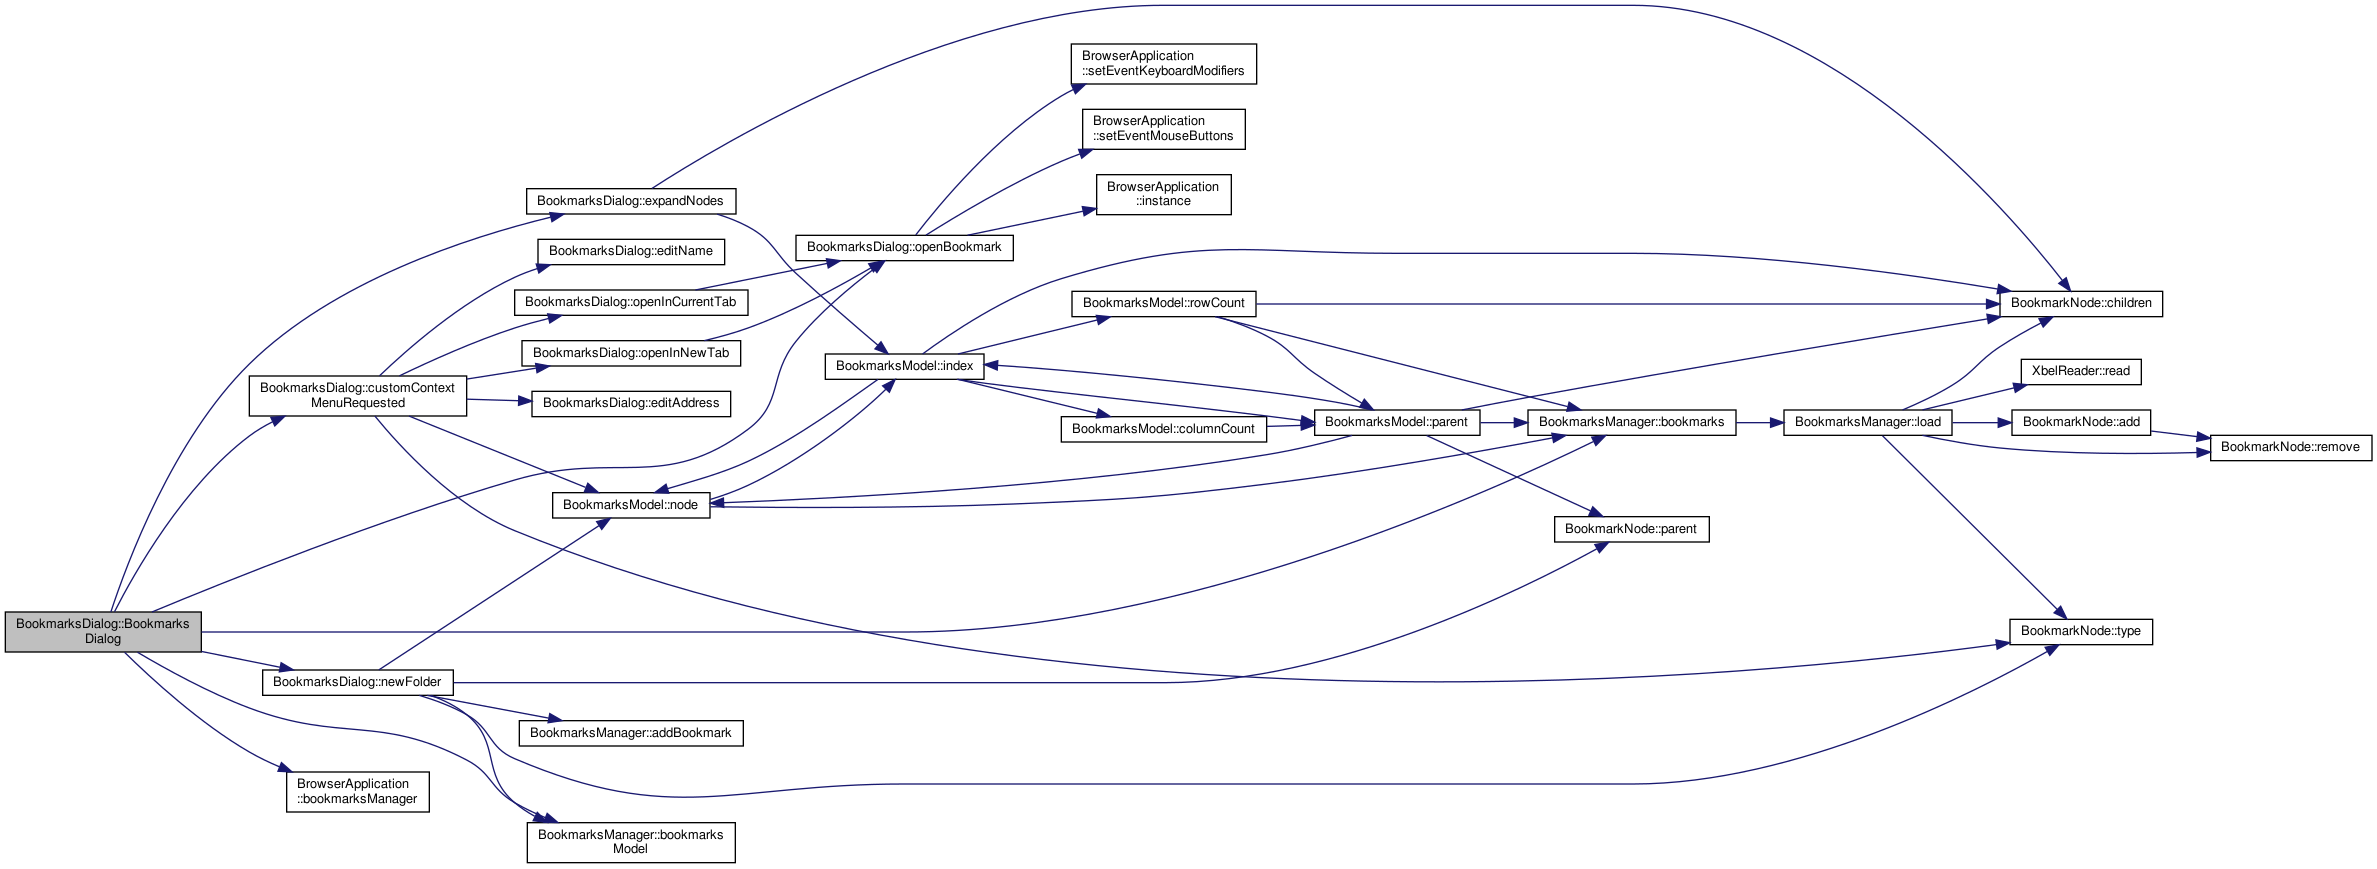 BrowserApplication
::setEventKeyboardModifiers
BrowserApplication
::setEventMouseButtons
BrowserApplication
::instance
BookmarksDialog::expandNodes
BookmarksDialog::editName
BookmarksDialog::openBookmark
BookmarksDialog::openInCurrentTab
BookmarksModel::rowCount
BookmarkNode::children
BookmarksDialog::openInNewTab
BookmarksModel::index
XbelReader::read
BookmarksDialog::customContext
MenuRequested
BookmarksDialog::editAddress
BookmarksModel::columnCount
BookmarksModel::parent
BookmarksManager::bookmarks
BookmarksManager::load
BookmarkNode::add
BookmarkNode::remove
BookmarksModel::node
BookmarkNode::parent
BookmarksDialog::Bookmarks
Dialog
BookmarkNode::type
BookmarksDialog::newFolder
BookmarksManager::addBookmark
BrowserApplication
::bookmarksManager
BookmarksManager::bookmarks
Model